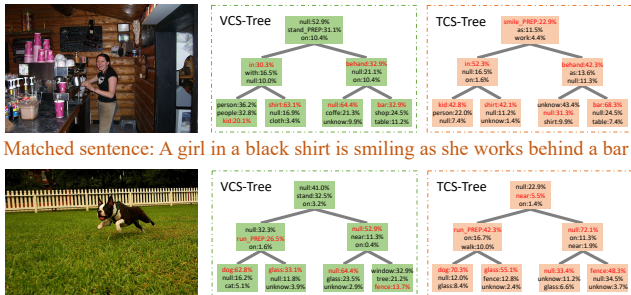 VCS-Tree
null:52.9%
stand_PREP:31.1%
on:10.4%
in:30.3%
with:16.5%
null:10.0%
behand:32.9%
null:21.1%
on:10.4%
person:36.2%
people:32.8%
kid:20.1%
shirt:63.1%
null:16.9%
cloth:3.4%
null:64.4%
coffe:21.3%
unknow:9.9%
bar:32.9%
shop:24.5%
table:11.2%
TCS-Tree
smile_PREP:22.9%
as:11.5%
work:4.4%
in:52.3%
null:16.5%
on:1.6%
behand:42.3%
as:13.6%
null:11.3%
kid:42.8%
person:22.0%
null:7.4%
shirt:42.1%
null:11.2%
unknow:1.4%
unknow:43.4%
null:31.3%
shirt:9.9%
bar:68.3%
null:24.5%
table:7.4%
Matched sentence: A girl in a black shirt is smiling as she works behind a bar
VCS-Tree
null:41.0%
stand:32.5%
on:3.2%
null:32.3%
run_PREP:26.5%
on:1.6%
null:52.9%
near:11.3%
on:0.4%
dog:62.8%
null:16.2%
cat:5.1%
glass:33.1%
null:11.8%
unknow:3.9%
null:64.4%
glass:23.5%
unknow:2.9%
window:32.9%
tree:21.2%
fence:13.7%
TCS-Tree
null:22.9%
near:5.5%
on:1.4%
run_PREP:42.3%
on:16.7%
walk:10.0%
null:72.1%
on:11.3%
near:1.9%
dog:70.3%
null:12.0%
glass:8.4%
glass:55.1%
fence:12.8%
unknow:2.4%
null:33.4%
unknow:11.2%
glass:6.6%
fence:48.3%
null:34.5%
unknow:3.7%